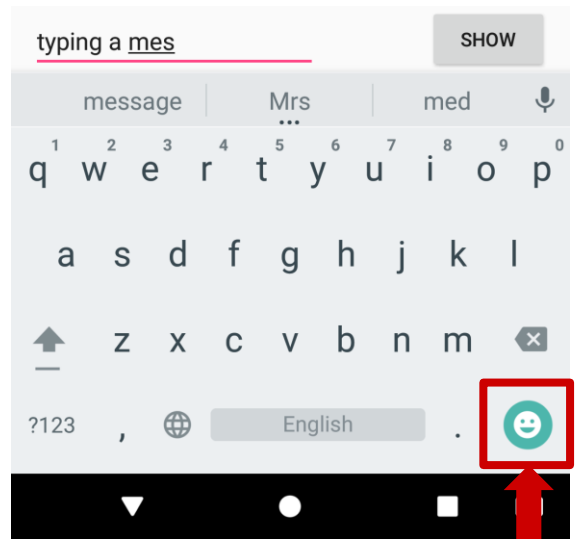 typing a mes SHOW
message Mrs med
1 2 3 4 5 6 7 8 9 0
q w e r t y u i o p
a s d f g h j k l
z x c v b n m
?123 , English .